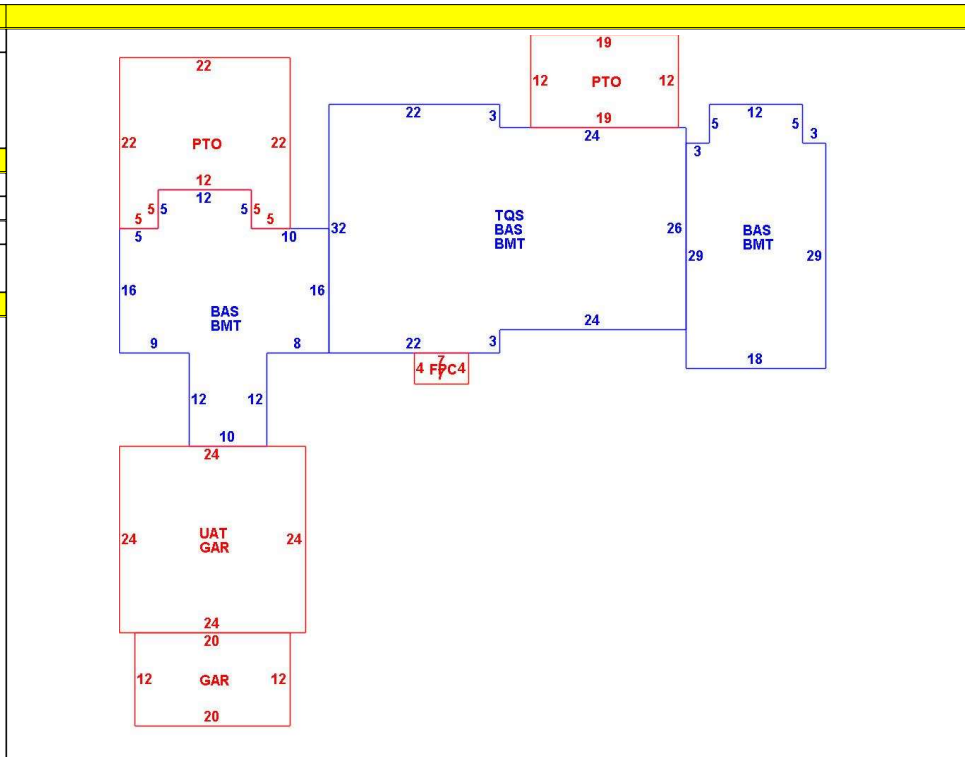 19
22
12 PTO 12
22 3 12
19
24
5 5
3 3
22 PTO 22
12
12
5 5 5 5
5 5
5 10
32
TQS
BAS
BMT
26
BAS
BMT
29 29
16 16
BAS
BMT
24
9 8 22 3
7
4 FPC 4
7
18
12 12
10
24
24 UAT 24
GAR
24
20
12 GAR 12
20